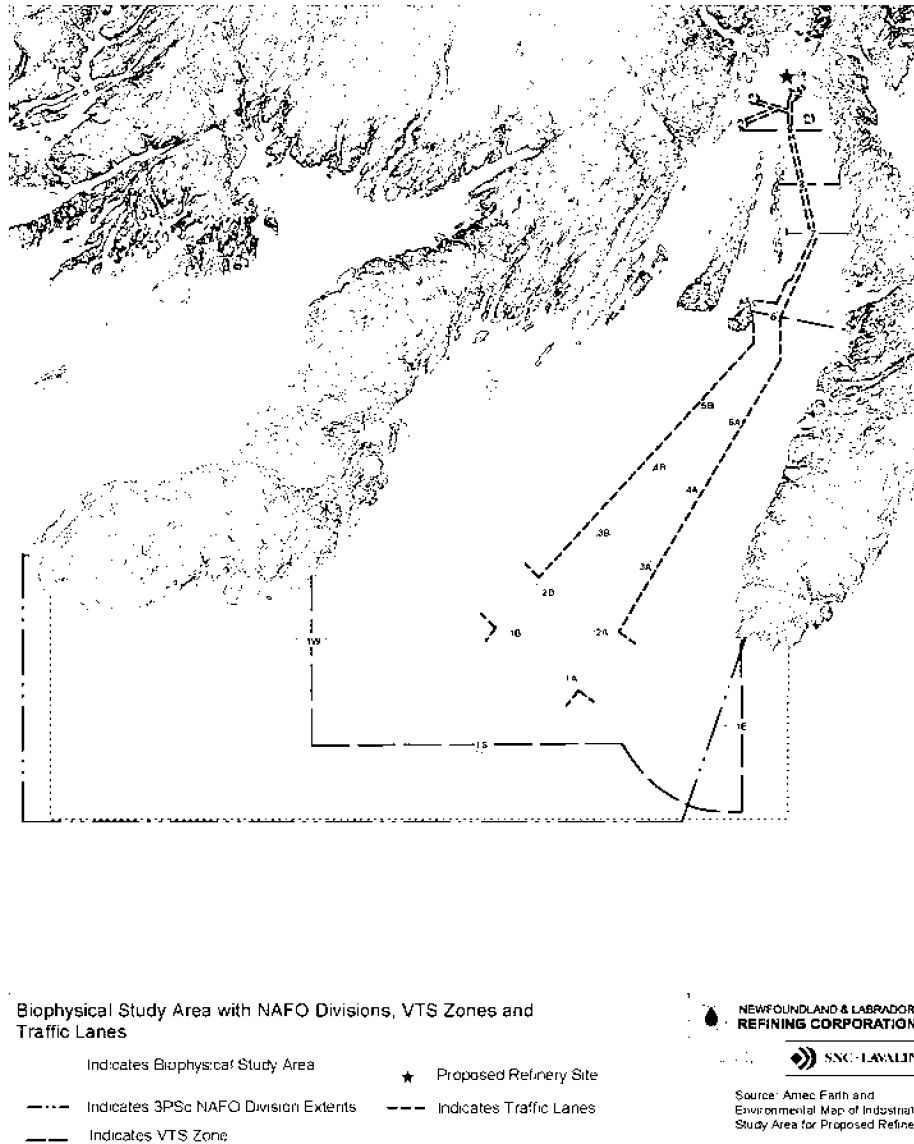 5B
5A
4B
4A
3B
3A
2B
1B
2A
1W
1A
1E
1S
Biophysical Study Area with NAFO Divisions, VTS Zones and
Traffic Lanes
Indicates Biophysical Study Area
Proposed Refinery Site
Indicates 3PSc NAFO Division Extents
Indicates Traffic Lanes
Indicates VTS Zone
NEWFOUNDLAND & LABRADOR
REFINING CORPORATION
SNC·LAVALIN
Source: Amec Earth and
Environmental Map of Industrial
Study Area for Proposed Refine